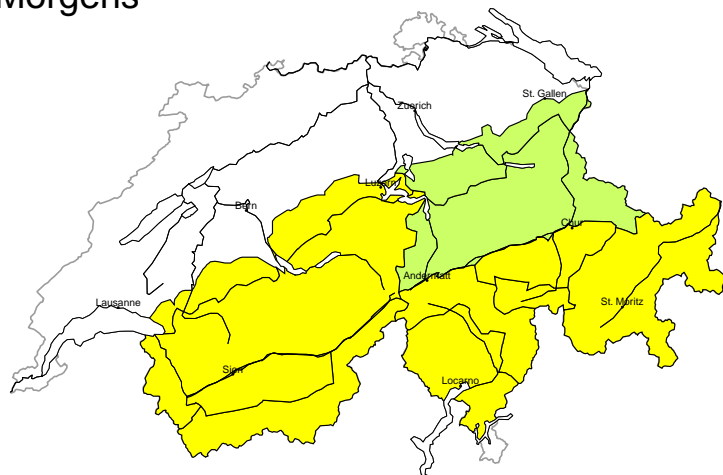 Morgens
St. Gallen
Zuerich
Luzern
Bern
Chur
Andermatt
Lausanne
St. Moritz
Sion
Locarno